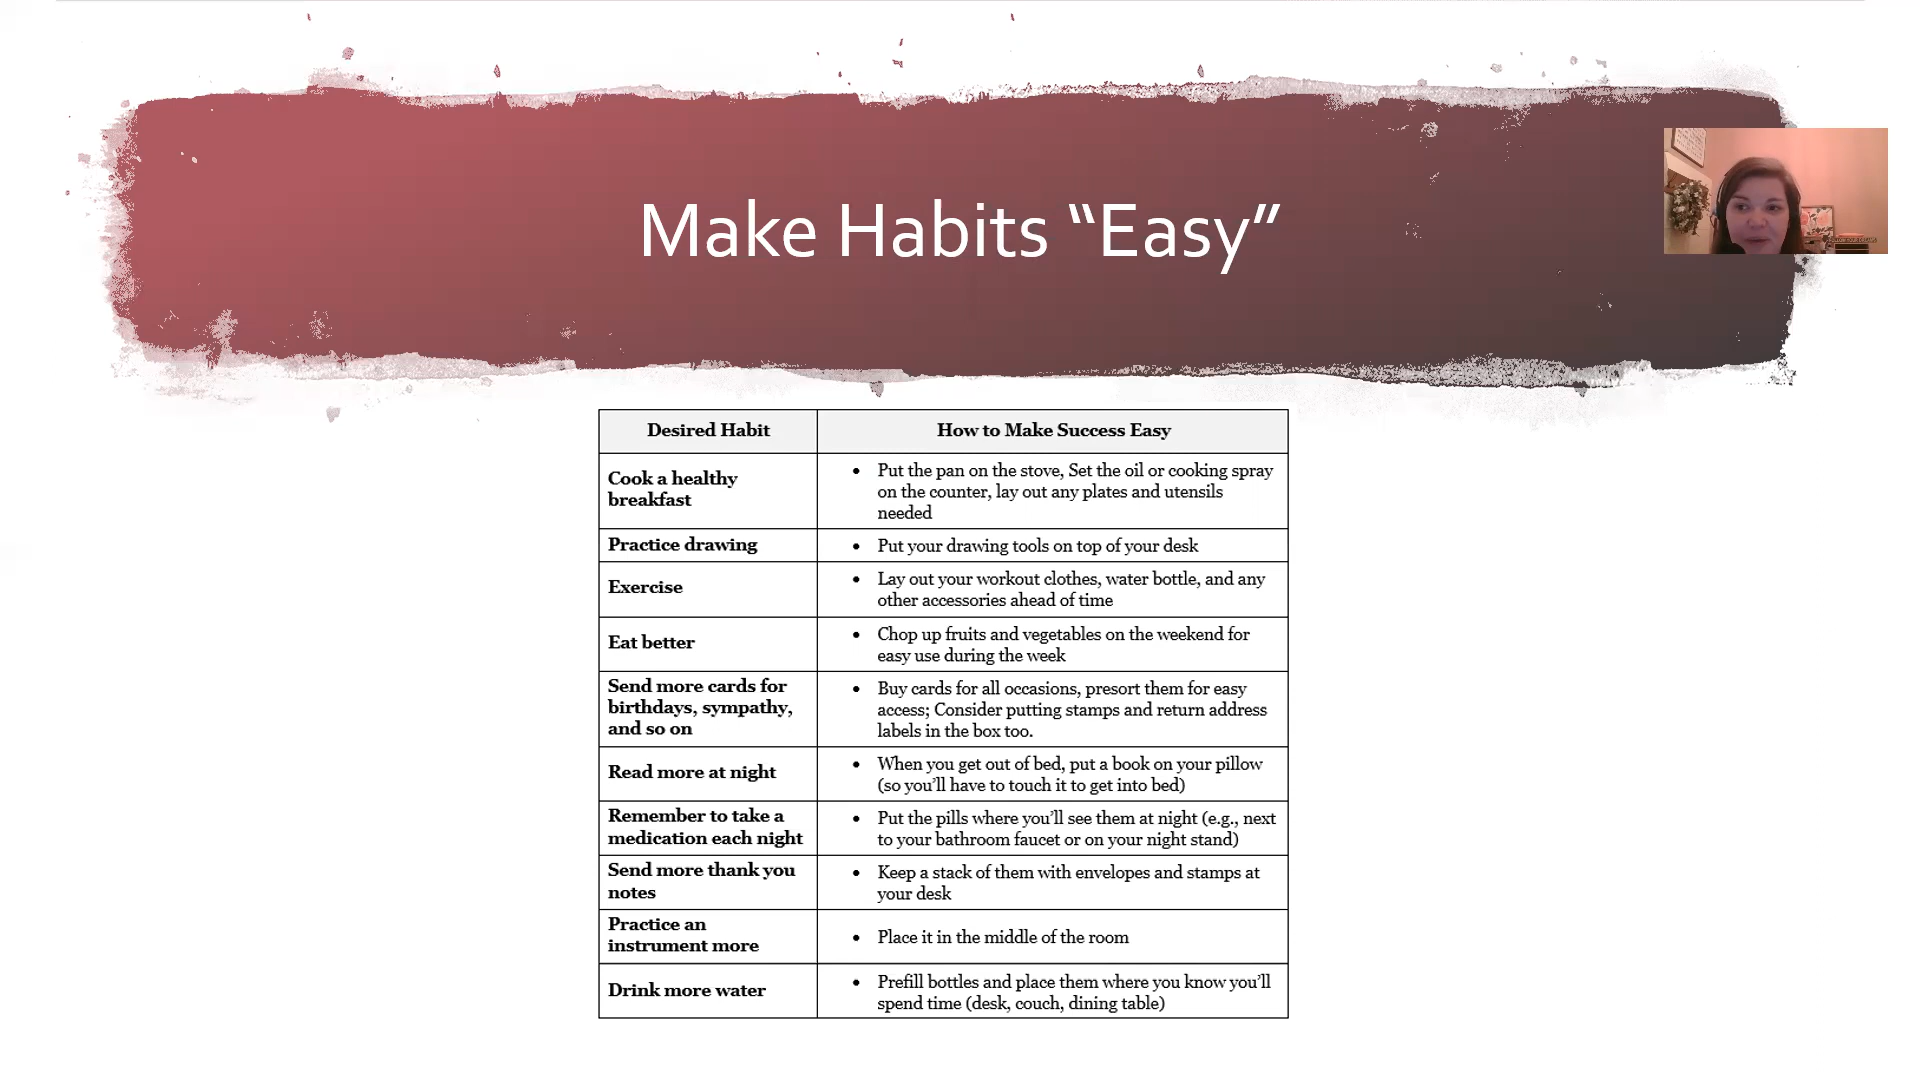 Make Habits “Easy”
Desired Habit
How to Make Success Easy
Cook a healthy
breakfast
• Put the pan on the stove, Set the oil or cooking spray
on the counter, lay out any plates and utensils
needed
Practice drawing
• Put your drawing tools on top of your desk
Exercise
• Lay out your workout clothes, water bottle, and any
other accessories ahead of time
Eat better
• Chop up fruits and vegetables on the weekend for
easy use during the week
Send more cards for
birthdays, sympathy,
and so on
• Buy cards for all occasions, presort them for easy
access; Consider putting stamps and return address
labels in the box too.
Read more at night
• When you get out of bed, put a book on your pillow
(so you’ll have to touch it to get into bed)
Remember to take a
medication each night
• Put the pills where you’ll see them at night (e.g., next
to your bathroom faucet or on your night stand)
Send more thank you
notes
• Keep a stack of them with envelopes and stamps at
your desk
Practice an
instrument more
• Place it in the middle of the room
Drink more water
• Prefill bottles and place them where you know you’ll
spend time (desk, couch, dining table)